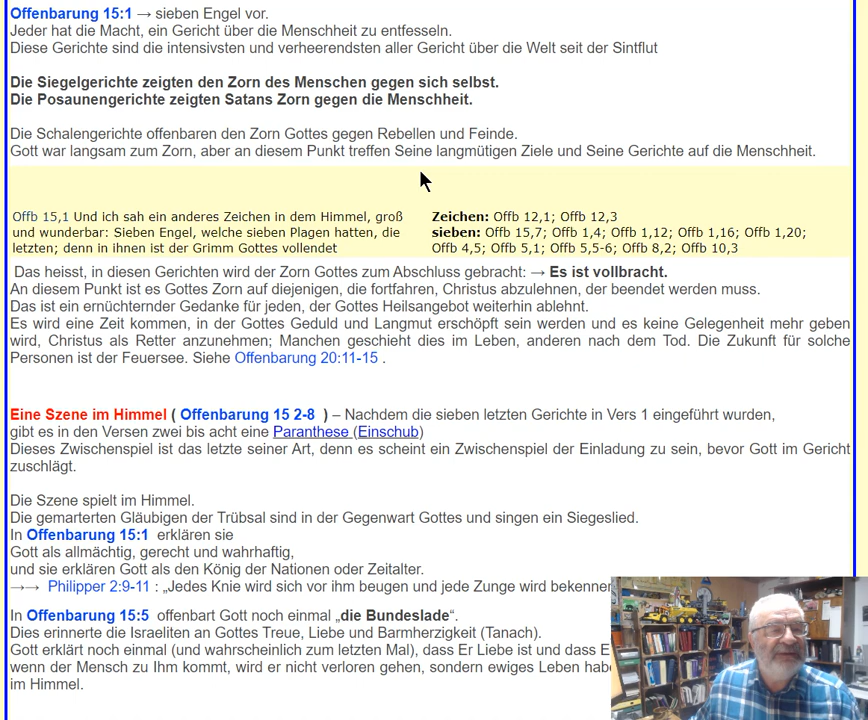 Offenbarung 15:1 → sieben Engel vor.
Jeder hat die Macht, ein Gericht über die Menschheit zu entfesseln.
Diese Gerichte sind die intensivsten und verheerendsten aller Gericht über die Welt seit der Sintflut
Die Siegelgerichte zeigten den Zorn des Menschen gegen sich selbst.
Die Posaunengerichte zeigten Satans Zorn gegen die Menschheit.
Die Schalengerichte offenbaren den Zorn Gottes gegen Rebellen und Feinde.
Gott war langsam zum Zorn, aber an diesem Punkt treffen Seine langmütigen Ziele und Seine Gerichte auf die Menschheit.
Offb 15,1 Und ich sah ein anderes Zeichen in dem Himmel, groß
und wunderbar: Sieben Engel, welche sieben Plagen hatten, die
letzten; denn in ihnen ist der Grimm Gottes vollendet
Zeichen: Offb 12,1; Offb 12,3
sieben: Offb 15,7; Offb 1,4; Offb 1,12; Offb 1,16; Offb 1,20;
Offb 4,5; Offb 5,1; Offb 5,5-6; Offb 8,2; Offb 10,3
Das heisst, in diesen Gerichten wird der Zorn Gottes zum Abschluss gebracht: → Es ist vollbracht.
An diesem Punkt ist es Gottes Zorn auf diejenigen, die fortfahren, Christus abzulehnen, der beendet werden muss.
Das ist ein ernüchternder Gedanke für jeden, der Gottes Heilsangebot weiterhin ablehnt.
Es wird eine Zeit kommen, in der Gottes Geduld und Langmut erschöpft sein werden und es keine Gelegenheit mehr geben
wird, Christus als Retter anzunehmen; Manchen geschieht dies im Leben, anderen nach dem Tod. Die Zukunft für solche
Personen ist der Feuersee. Siehe Offenbarung 20:11-15 .
Eine Szene im Himmel ( Offenbarung 15 2-8 ) – Nachdem die sieben letzten Gerichte in Vers 1 eingeführt wurden,
gibt es in den Versen zwei bis acht eine Paranthese (Einschub)
Dieses Zwischenspiel ist das letzte seiner Art, denn es scheint ein Zwischenspiel der Einladung zu sein, bevor Gott im Gericht
zuschlägt.
Die Szene spielt im Himmel.
Die gemarterten Gläubigen der Trübsal sind in der Gegenwart Gottes und singen ein Siegeslied.
In Offenbarung 15:1 erklären sie
Gott als allmächtig, gerecht und wahrhaftig,
und sie erklären Gott als den König der Nationen oder Zeitalter.
→→ Philipper 2:9-11 : „Jedes Knie wird sich vor ihm beugen und jede Zunge wird bekennen
In Offenbarung 15:5 offenbart Gott noch einmal „die Bundeslade“.
Dies erinnerte die Israeliten an Gottes Treue, Liebe und Barmherzigkeit (Tanach).
Gott erklärt noch einmal (und wahrscheinlich zum letzten Mal), dass Er Liebe ist und dass E
wenn der Mensch zu Ihm kommt, wird er nicht verloren gehen, sondern ewiges Leben habe
im Himmel.